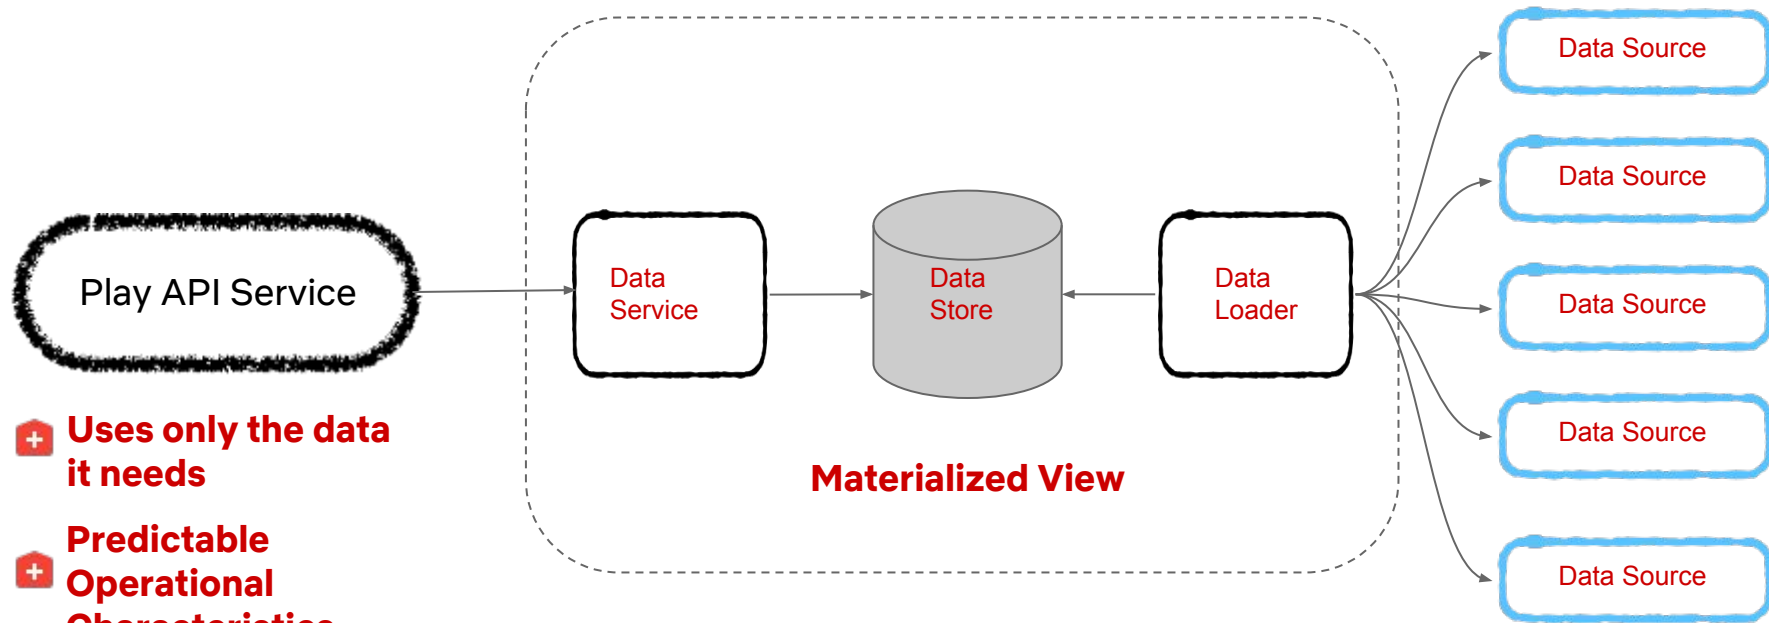 Play API Service
Uses only the data
it needs
Predictable
Operational
Characteristics
Data
Service
Data
Store
Data
Loader
Materialized View
Data Source
Data Source
Data Source
Data Source
Data Source